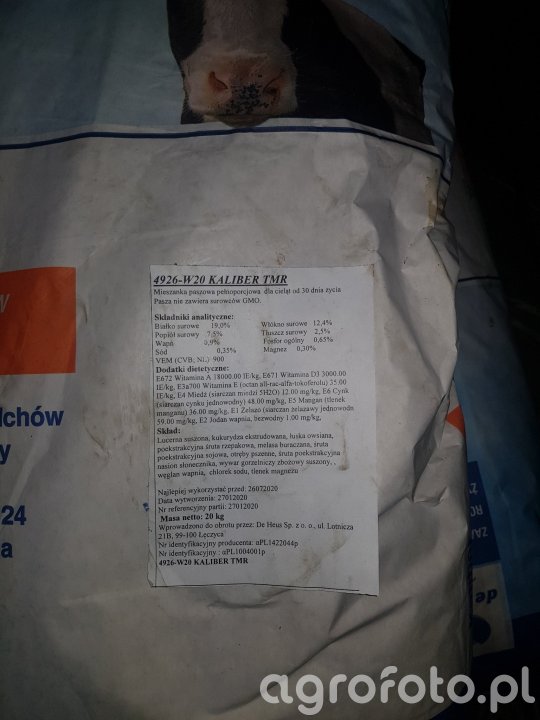 4926-W20 KALIBER TMR
Mieszanka paszowa pełnoporcjowa dla cieląt od 30 dnia życia
Pasza nie zawiera surowców GMO.
Składniki analityczne:
Białko surowe 19,0% Włókno surowe 12,4%
Popiół surowy 7,5% Tłuszcz surowy 2,5%
Wapń 0,9% Fosfor ogólny 0,65%
Sód 0,35% Magnez 0,30%
VEM (CVB; NL) 900
Dodatki dietetyczne:
E672 Witamina A 18000.00 IE/kg, E671 Witamina D3 3000.00
IE/kg, E3a700 Witamina E (octan all-rac-alfa-tokoferolu) 35.00
IE/kg, E4 Miedź (siarczan miedzi 5H2O) 12.00 mg/kg, E6 Cynk
(siarczan cynku jednowodny) 48.00 mg/kg, E5 Mangan (tlenek
manganu) 36.00 mg/kg, E1 Żelazo (siarczan żelazawy jednowodn
59.00 mg/kg, E2 Jodan wapnia, bezwodny 1.00 mg/kg,
Skład:
Lucerna suszona, kukurydza ekstrudowana, łuska owsiana,
poekstrakcyjna śruta rzepakowa, melasa buraczana, śruta
poekstrakcyjna sojowa, otręby pszenne, śruta poekstrakcyjna
nasion słonecznika, wywar gorzelniczy zbożowy suszony, ,
węglan wapnia, chlorek sodu, tlenek magnezu
Najlepiej wykorzystać przed: 26072020
Data wytworzenia: 27012020
Nr referencyjny partii: 27012020
Masa netto: 20 kg
Wprowadzono do obrotu przez: De Heus Sp. z o. o., ul. Lotnicza
21B, 99-100 Łęczyca
Nr identyfikacyjny producenta: αPL1422044p
Nr identyfikacyjny : αPL1004001p
4926-W20 KALIBER TMR
W
lchów
y
24
a
ZA
RO
de
agrofoto.pl